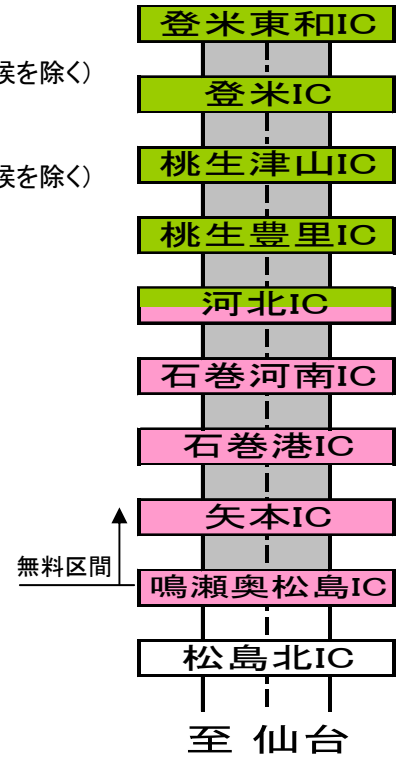 登米東和IC
候を除く)
登米IC
桃生津山IC
候を除く)
桃生豊里IC
河北IC
石巻河南IC
石巻港IC
矢本IC
無料区間
鳴瀬奥松島IC
松島北IC
至 仙台